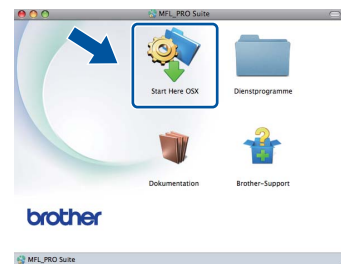 MFL_PRO Suite
Start Here OSX
Dienstprogramme
Dokumentation
Brother-Support
brother
MFL_PRO Suite